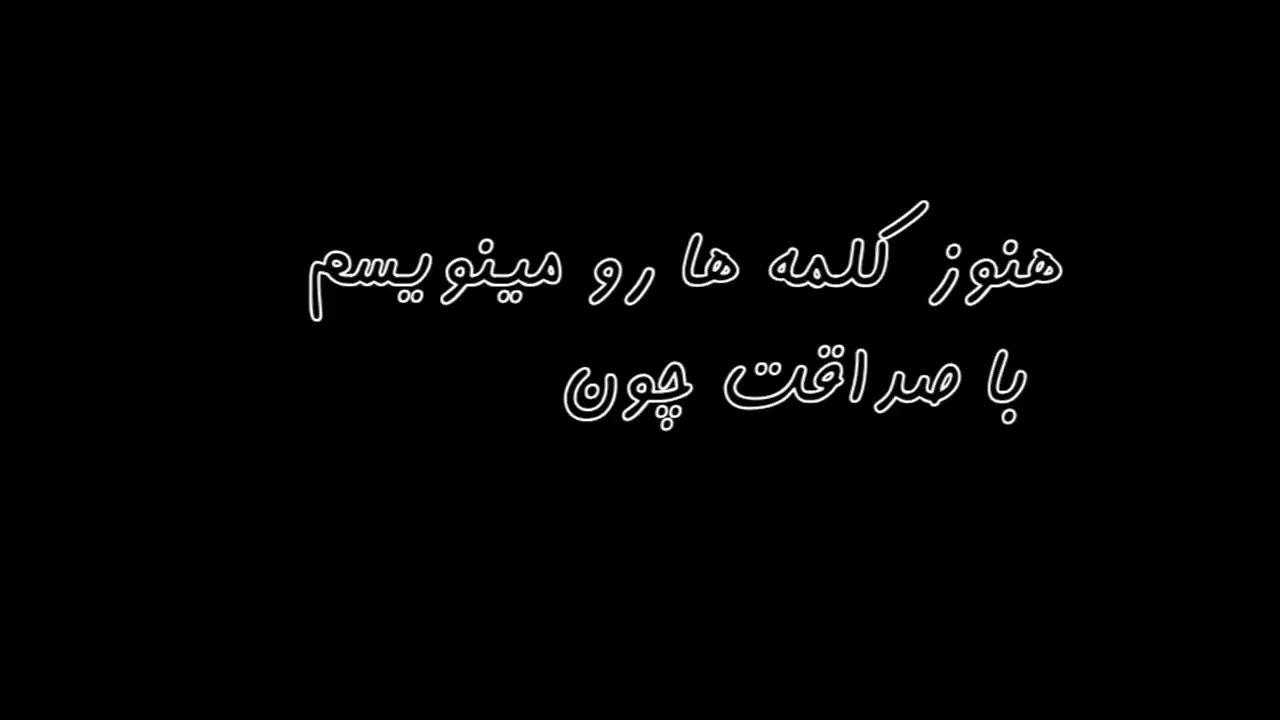 هنوز کلمه ها رو مینویسم
با صداقت چون